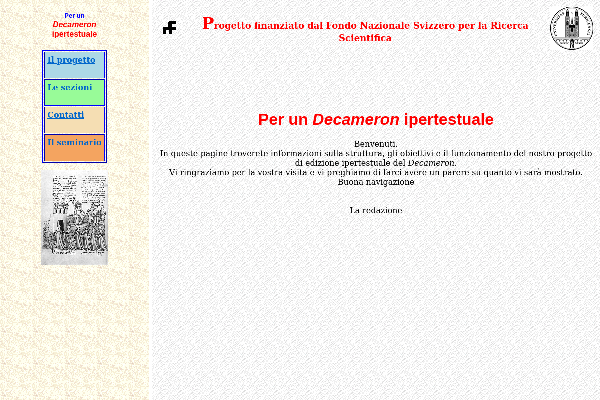 Per un
Decameron
ipertestuale
Il progetto
Le sezioni
Contatti
Il seminario
Progetto finanziato dal Fondo Nazionale Svizzero per la Ricerca
Scientifica
Per un Decameron ipertestuale
Benvenuti.
In queste pagine troverete informazioni sulla struttura, gli obiettivi e il funzionamento del nostro progetto
di edizione ipertestuale del Decameron.
Vi ringraziamo per la vostra visita e vi preghiamo di farci avere un parere su quanto vi sarà mostrato.
Buona navigazione
La redazione